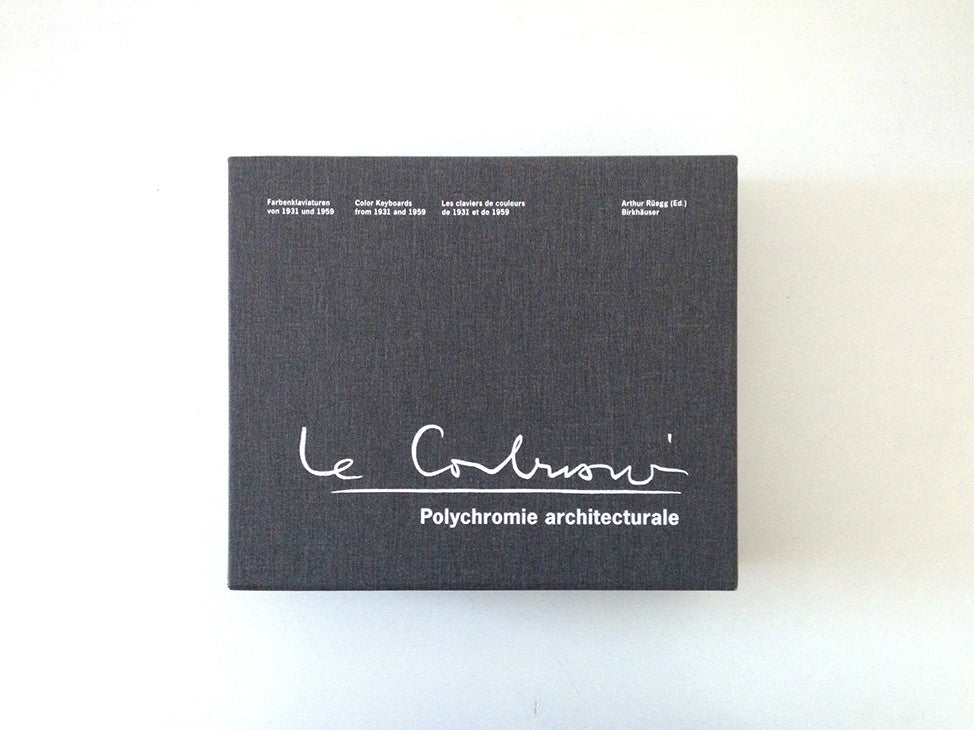 Farbenklaviaturen
von 1931 und 1959
Color Keyboards
from 1931 and 1959
Les claviers de couleurs
de 1931 et de 1959
Arthur Rüegg (Ed.)
Birkhäuser
Le Corbusier
Polychromie architecturale